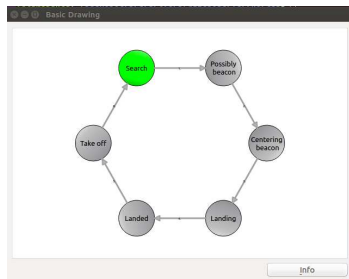 Basic Drawing
Search
Possibly
beacon
Take off
Centering
beacon
Landed
Landing
Info